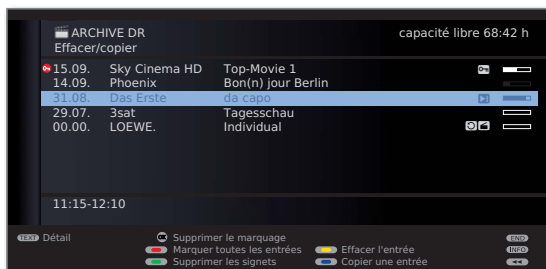 ARCHIVE DR capacité libre 68:42 h
Effacer/copier
15.09. Sky Cinema HD Top-Movie 1
14.09. Phoenix Bon(n) jour Berlin
31.08. Das Erste da capo
29.07. 3sat Tagesschau
00.00. LOEWE. Individual
11:15-12:10
TEXT Détail OK Supprimer le marquage END
Marquer toutes les entrées Effacer l'entrée INFO
Supprimer les signets Copier une entrée